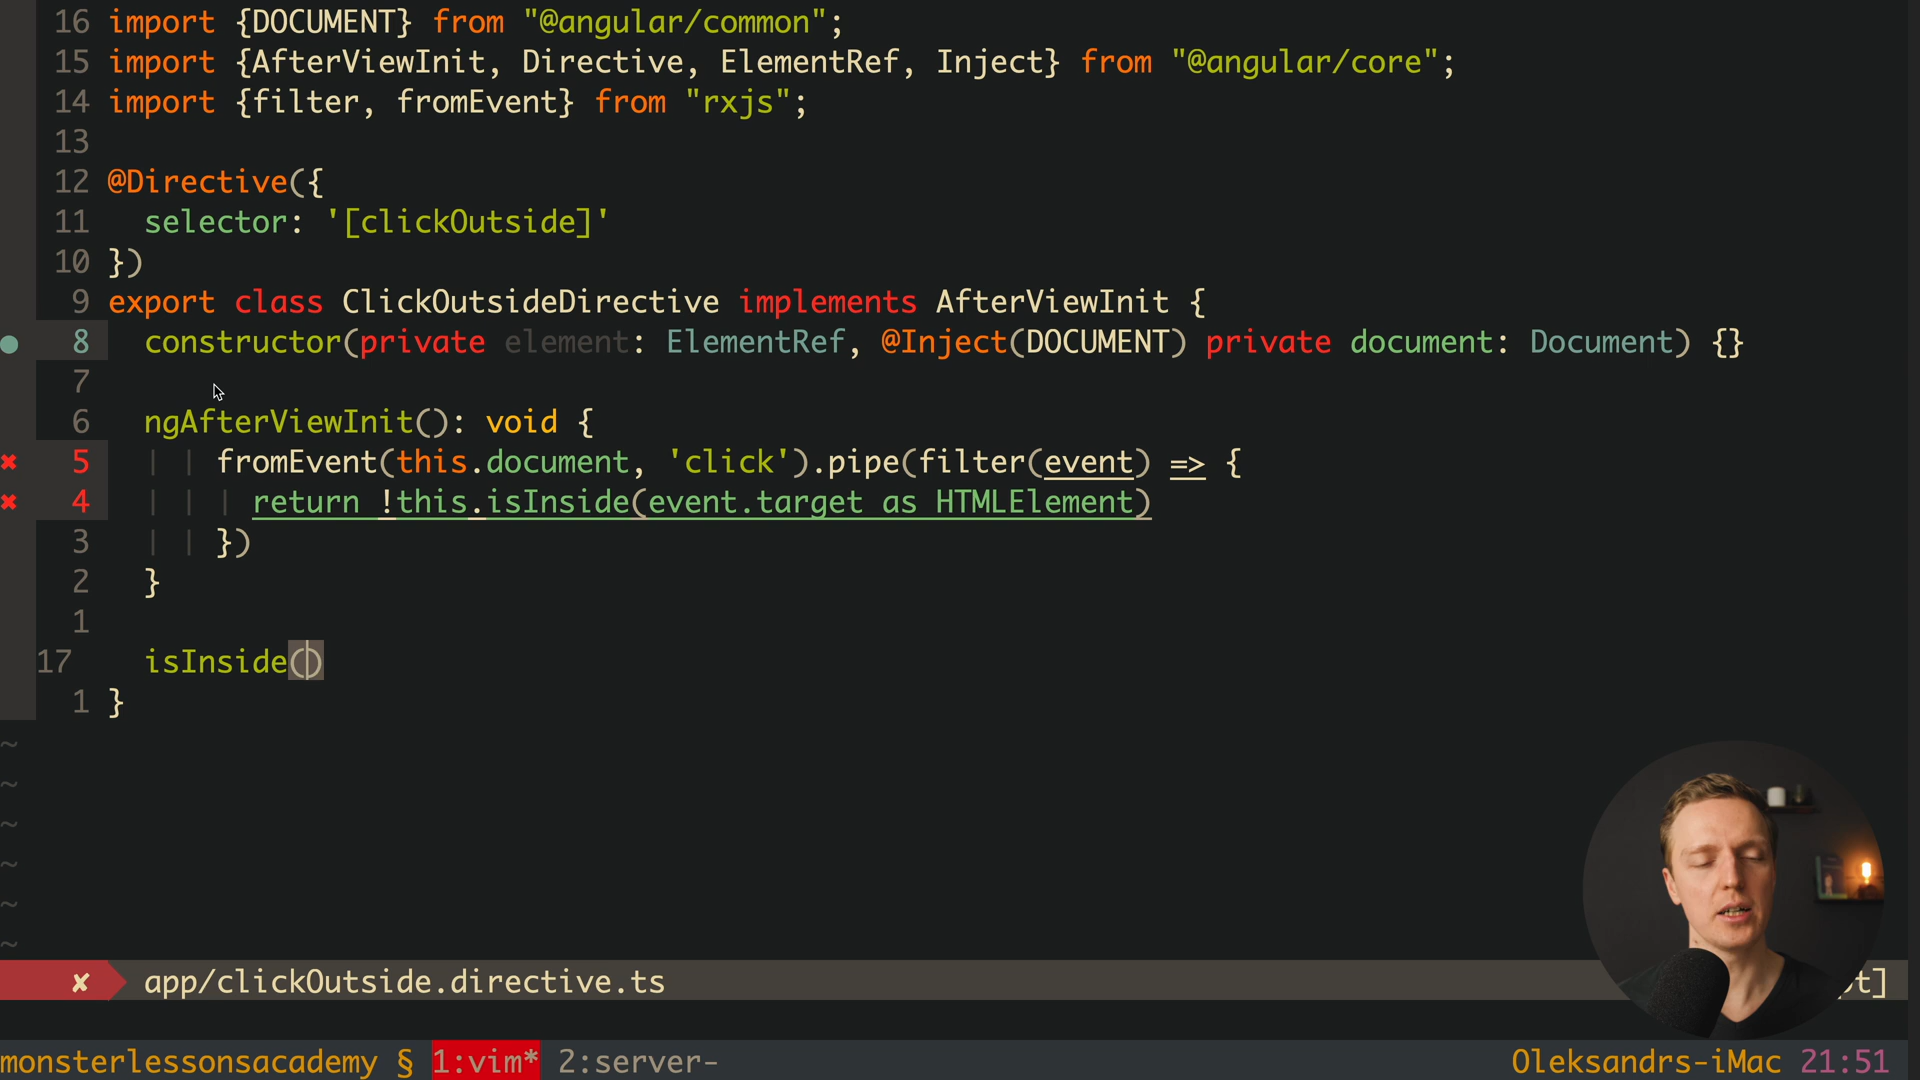 16 import {DOCUMENT} from "@angular/common";
15 import {AfterViewInit, Directive, ElementRef, Inject} from "@angular/core";
14 import {filter, fromEvent} from "rxjs";
13
12 @Directive({
11   selector: '[clickOutside]'
10 })
9 export class ClickOutsideDirective implements AfterViewInit {
8   constructor(private element: ElementRef, @Inject(DOCUMENT) private document: Document) {}
7
6   ngAfterViewInit(): void {
5       fromEvent(this.document, 'click').pipe(filter(event) => {
4         return !this.isInside(event.target as HTMLElement)
3       })
2   }
1
17   isInside()
1 }
~
~
~
~
~
~
✘ app/clickOutside.directive.ts pt]
monsterlessonsacademy § 1:vim* 2:server- Oleksandrs-iMac 21:51